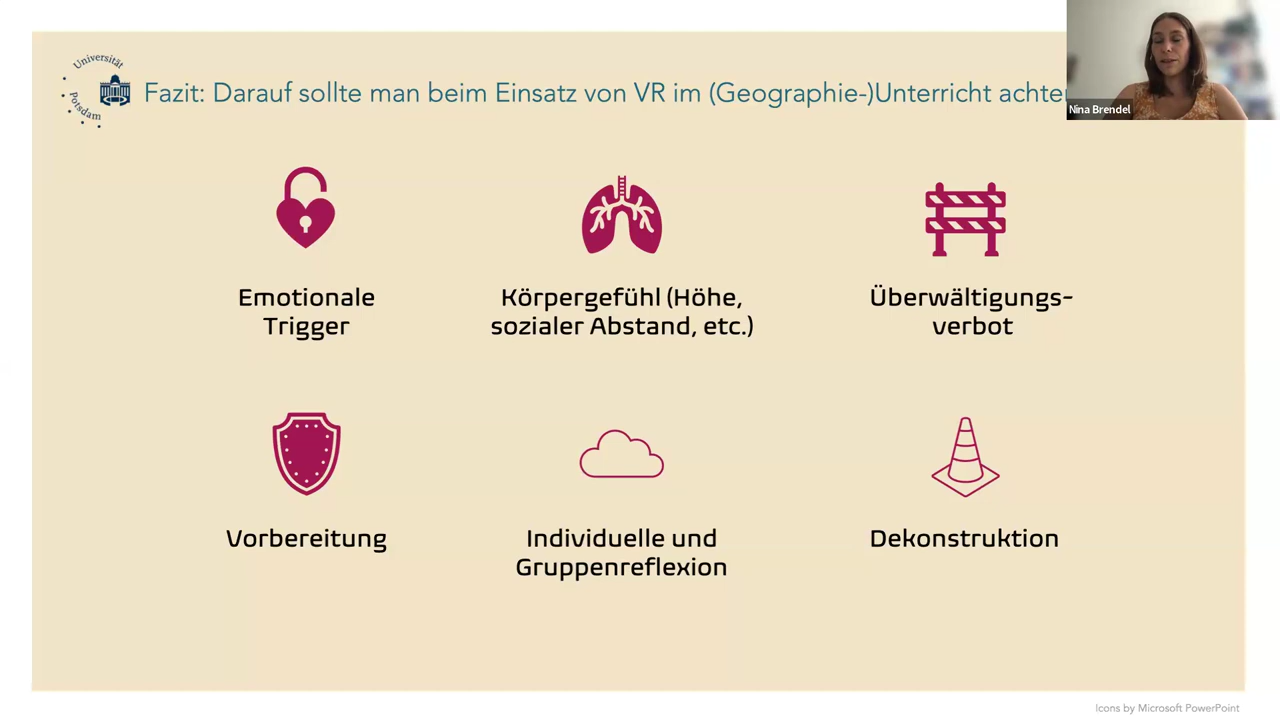 Universität
Potsdam
Fazit: Darauf sollte man beim Einsatz von VR im (Geographie-)Unterricht achten
Nina Brendel
Emotionale
Trigger
Körpergefühl (Höhe,
sozialer Abstand, etc.)
Überwältigungs-
verbot
Vorbereitung
Individuelle und
Gruppenreflexion
Dekonstruktion
Icons by Microsoft PowerPoint